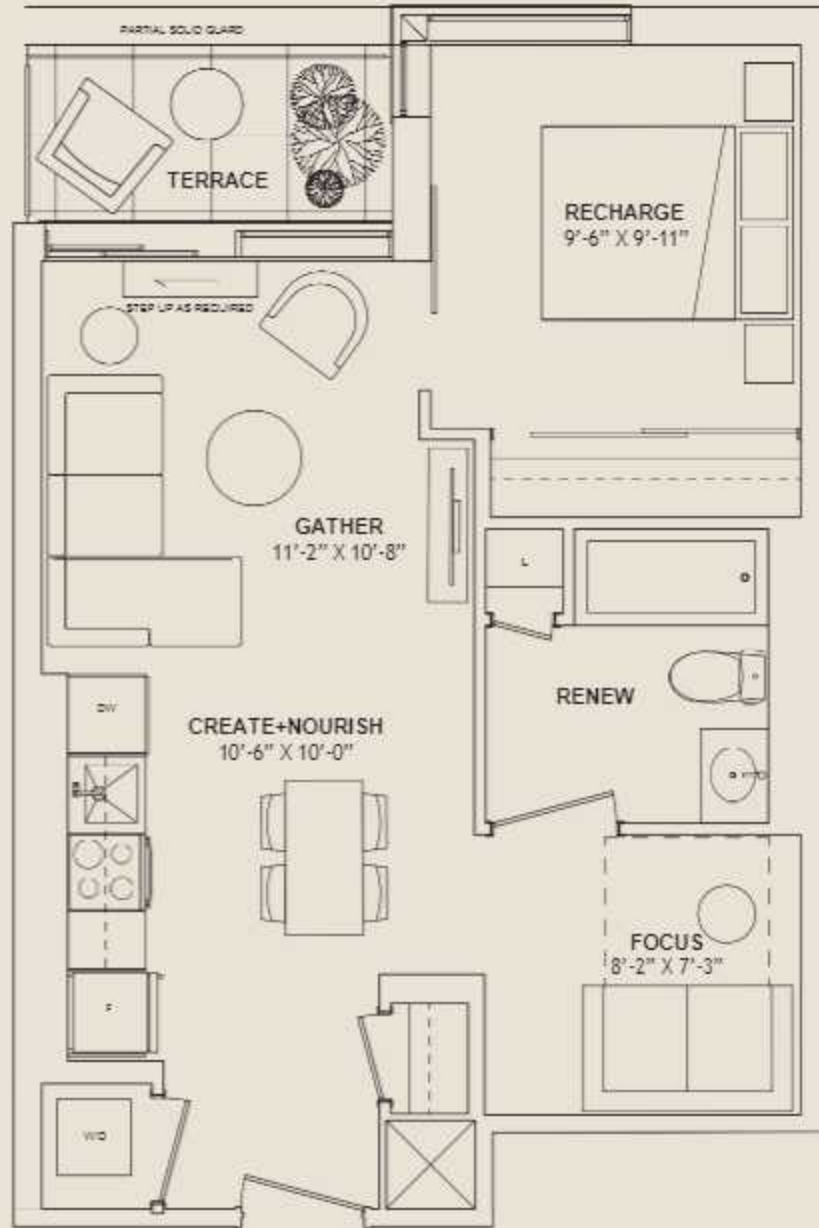 PARTIAL SOLID GUARD
TERRACE
RECHARGE
9'-6" X 9'-11"
STEP UP AS REQUIRED
GATHER
11'-2" X 10'-8"
L
RENEW
DW
CREATE+NOURISH
10'-6" X 10'-0"
FOCUS
8'-2" X 7'-3"
F
W/D